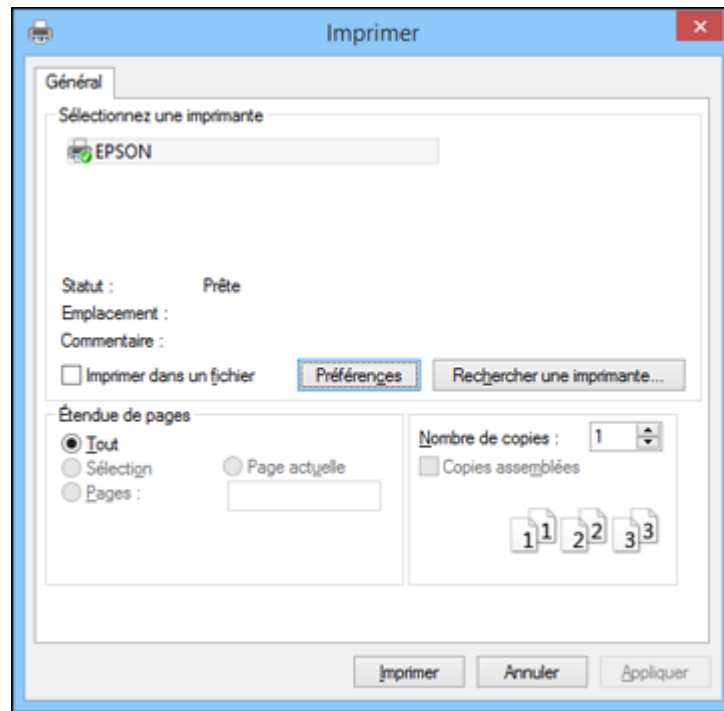 Imprimer
Général
Sélectionnez une imprimante
EPSON
Statut : Prête
Emplacement :
Commentaire :
Imprimer dans un fichier Préférences Rechercher une imprimante...
Étendue de pages
Tout
Sélection Page actuelle
Pages :
Nombre de copies : 1
Copies assemblées
1 1 2 2 3 3
Imprimer Annuler Appliquer